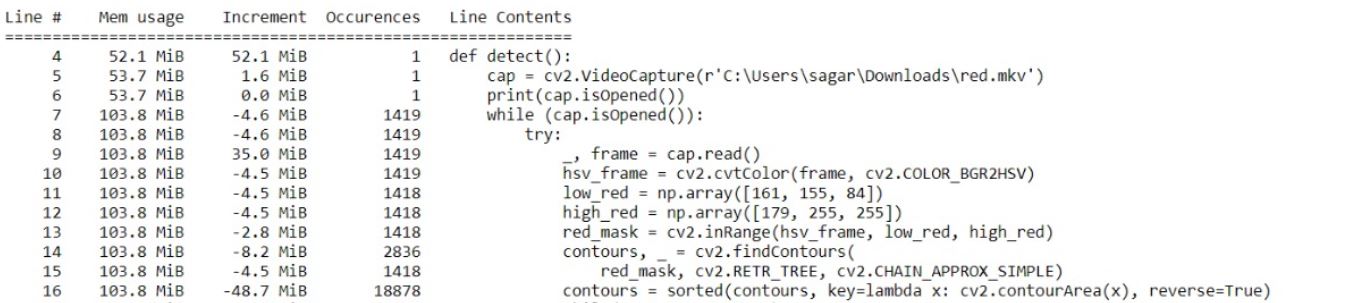 Line #    Mem usage    Increment  Occurences   Line Contents
============================================================
     4     52.1 MiB     52.1 MiB           1   def detect():
     5     53.7 MiB      1.6 MiB           1       cap = cv2.VideoCapture(r'C:\Users\sagar\Downloads\red.mkv')
     6     53.7 MiB      0.0 MiB           1       print(cap.isOpened())
     7    103.8 MiB     -4.6 MiB        1419       while (cap.isOpened()):
     8    103.8 MiB     -4.6 MiB        1419           try:
     9    103.8 MiB     35.0 MiB        1419               _, frame = cap.read()
    10    103.8 MiB     -4.5 MiB        1419               hsv_frame = cv2.cvtColor(frame, cv2.COLOR_BGR2HSV)
    11    103.8 MiB     -4.5 MiB        1418               low_red = np.array([161, 155, 84])
    12    103.8 MiB     -4.5 MiB        1418               high_red = np.array([179, 255, 255])
    13    103.8 MiB     -2.8 MiB        1418               red_mask = cv2.inRange(hsv_frame, low_red, high_red)
    14    103.8 MiB     -8.2 MiB        2836               contours, _ = cv2.findContours(
    15    103.8 MiB     -4.5 MiB        1418                   red_mask, cv2.RETR_TREE, cv2.CHAIN_APPROX_SIMPLE)
    16    103.8 MiB    -48.7 MiB       18878               contours = sorted(contours, key=lambda x: cv2.contourArea(x), reverse=True)